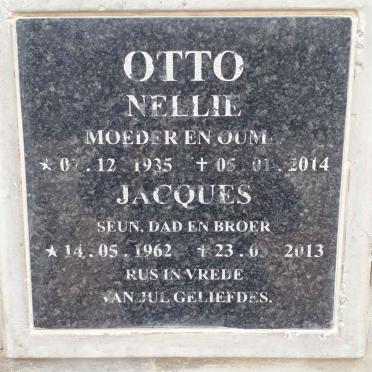 OTTO
NELLIE
MOEDER EN OUMA
★ 07.12.1935 ✝ 05.01.2014
JACQUES
SEUN, DAD EN BROER
★ 14.05.1962 ✝ 23.0 .2013
RUS IN VREDE
VAN JUL GELIEFDES.